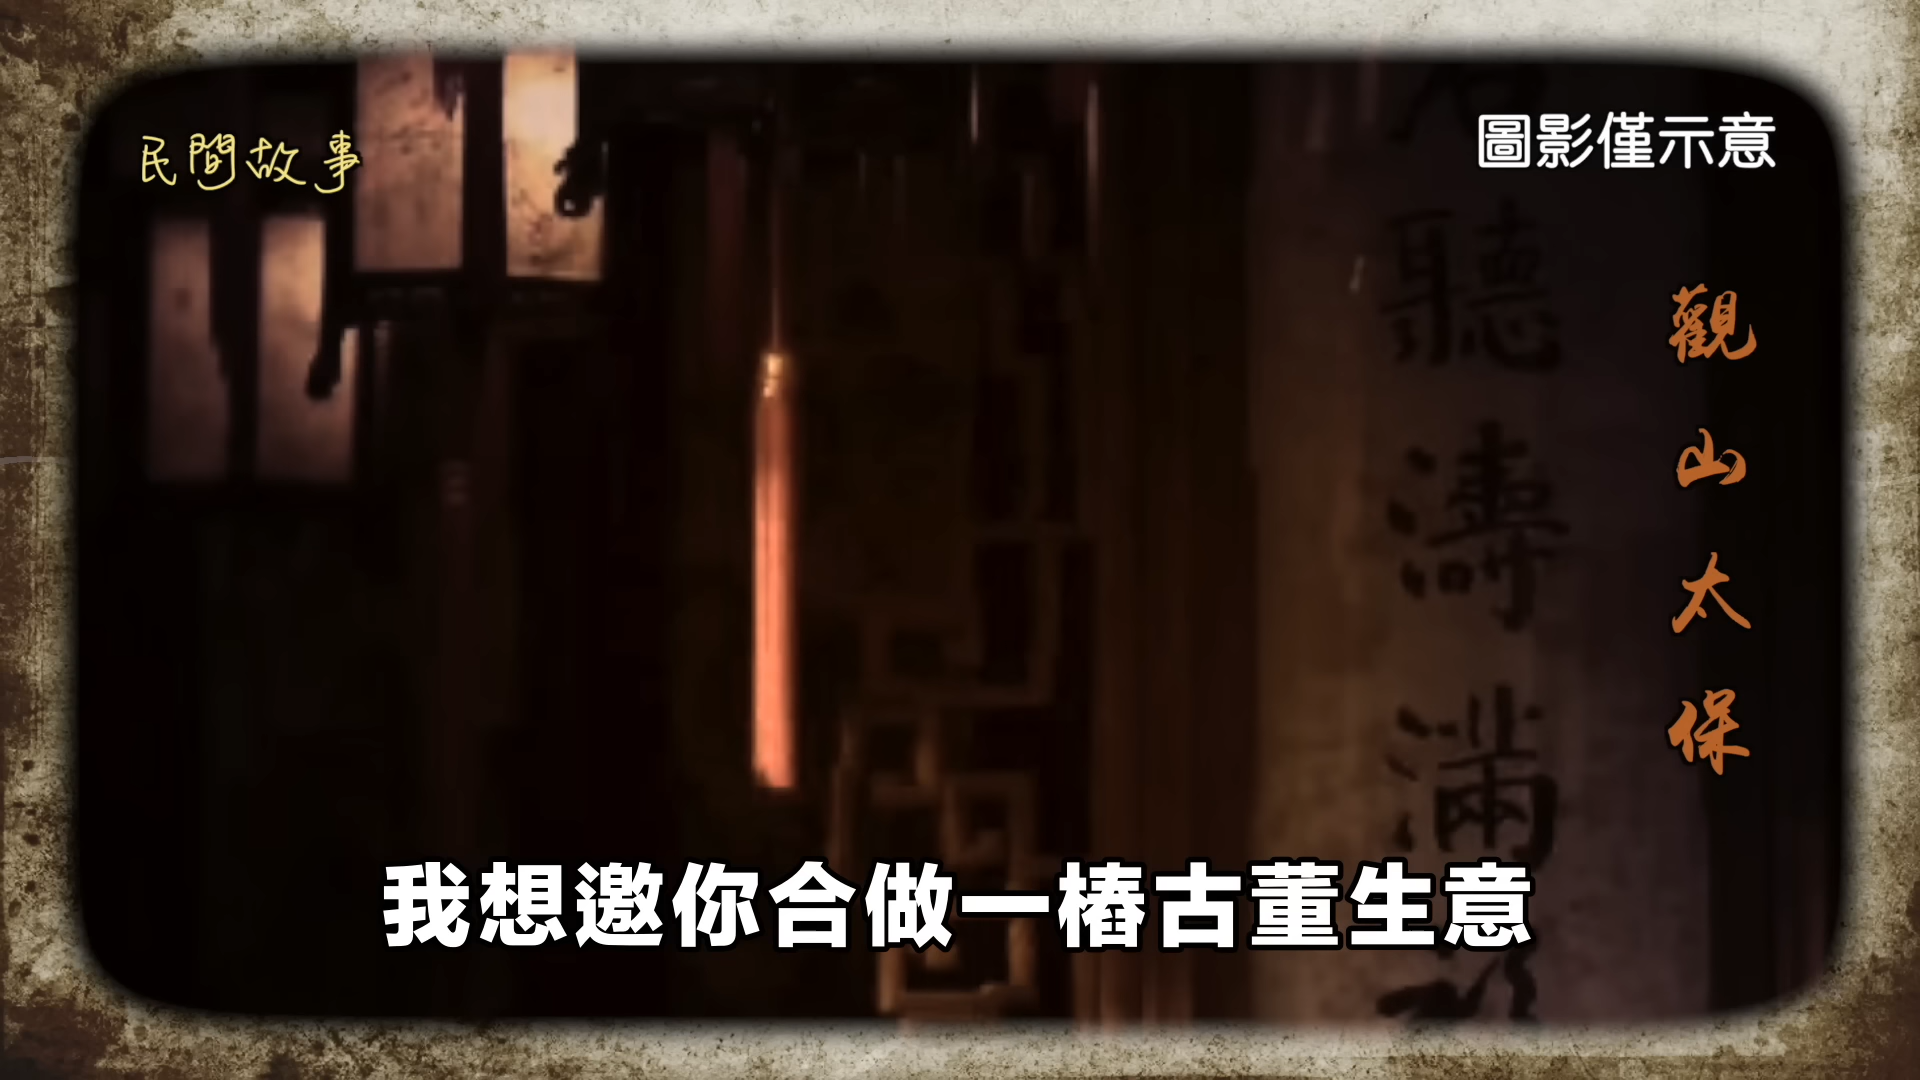 民間故事
圖影僅示意
觀山太保
聽濤滿
我想邀你合做一樁古董生意